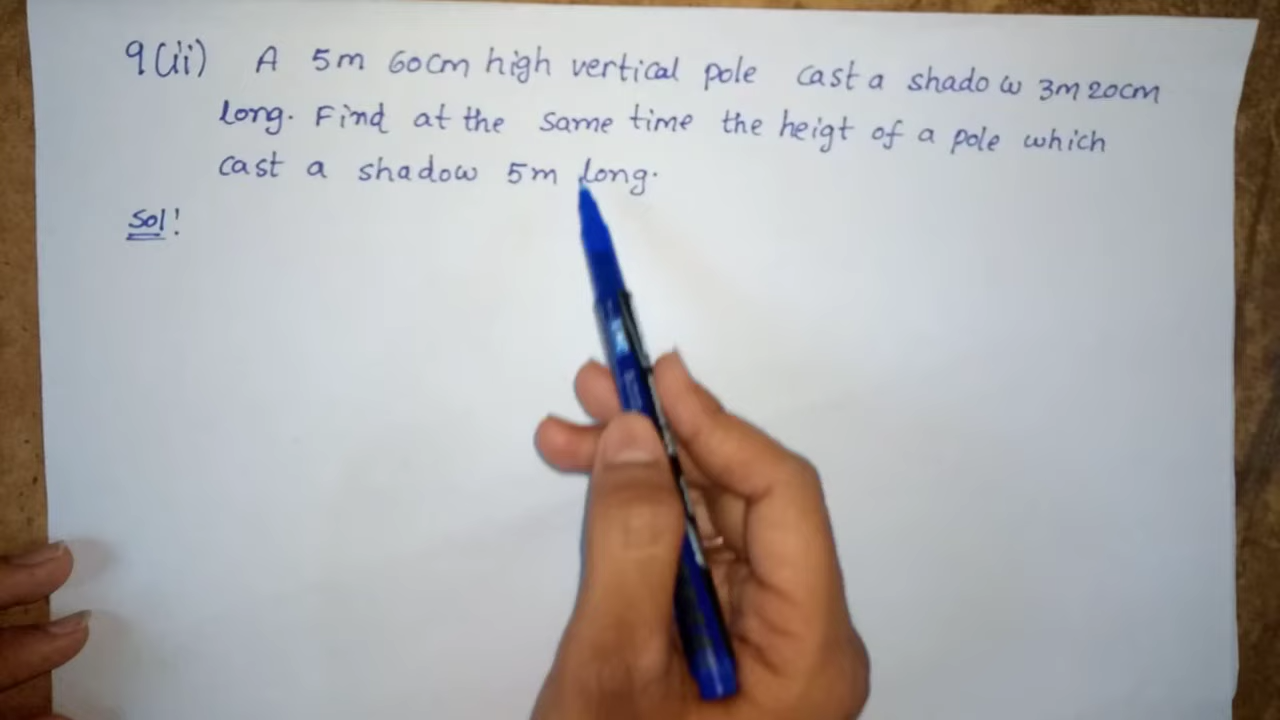 9(ii) A 5m 60cm high vertical pole cast a shadow 3m 20cm
long. Find at the same time the heigt of a pole which
cast a shadow 5m long.
Sol!